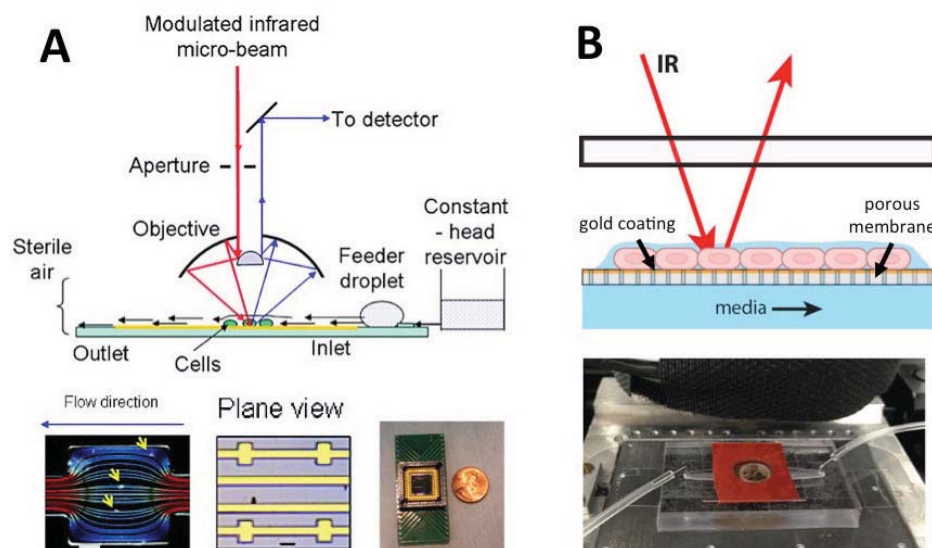 A
Modulated infrared
micro-beam
To detector
Aperture
Objective
Constant
- head
reservoir
Sterile
air
Feeder
droplet
Outlet
Cells
Inlet
Flow direction
Plane view
B
IR
gold coating
porous
membrane
media